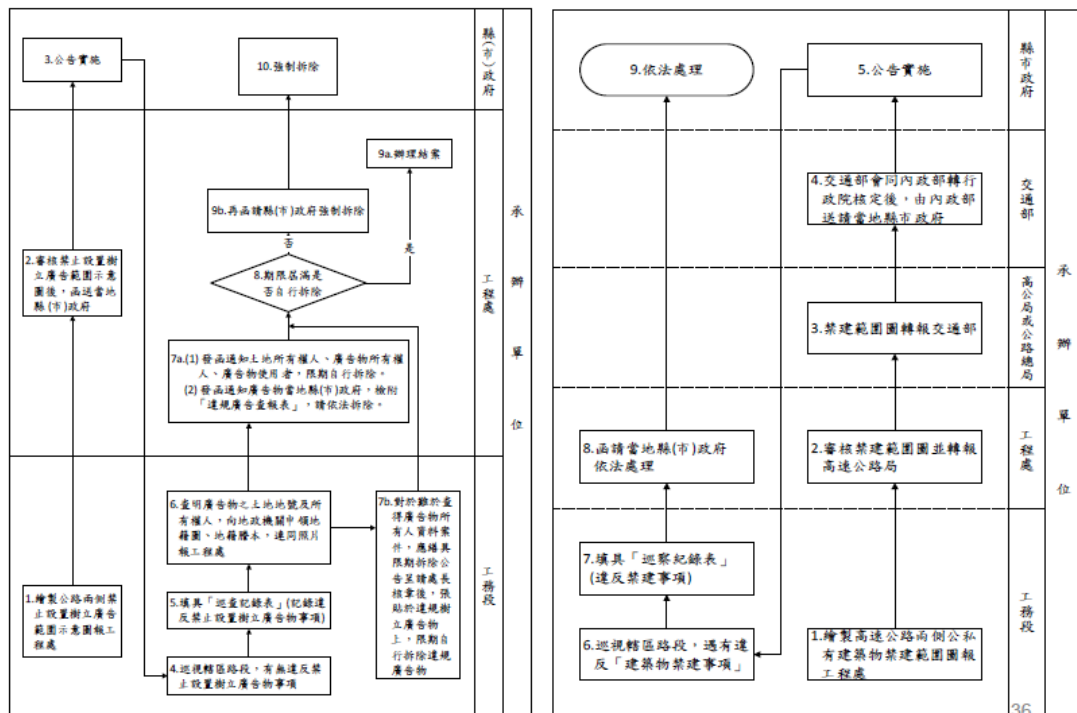 3.公告實施
10.強制拆除
縣(市)政府
9a.辦理結案
9b.再函請縣(市)政府強制拆除
否
是
8.期限屆滿是
否自行拆除
2.審核禁止設置樹
立廣告範圍示意
圖後，函送當地
縣(市)政府
工程處
7a.(1)發函通知土地所有權人、廣告物所有權
人、廣告物使用者，限期自行拆除。
(2)發函通知廣告物當地縣(市)政府，檢附
「違規廣告查報表」，請依法拆除。
承辦單位
6.查明廣告物之土地地號及所
有權人，向地政機關申領地
籍圖、地籍謄本，連同照片
報工程處
7b.對於難於查
得廣告物所
有人資料案
件，應繕具
限期拆除公
告呈請處長
核章後，張
貼於違規樹
立廣告物
上，限期自
行拆除違規
廣告物
1.繪製公路兩側禁
止設置樹立廣告
範圍示意圖報工
程處
5.填具「巡查記錄表」(記錄違
反禁止設置樹立廣告物事項)
4.巡視轄區路段，有無違反禁
止設置樹立廣告物事項
工務段
9.依法處理
5.公告實施
縣市政府
4.交通部會同內政部轉行
政院核定後，由內政部
送請當地縣市政府
交通部
3.禁建範圍圖轉報交通部
高公局或公路總局
8.函請當地縣(市)政府
依法處理
2.審核禁建範圍圖並轉報
高速公路局
工程處
承辦單位
7.填具「巡察紀錄表」
(違反禁建事項)
6.巡視轄區路段，遇有違
反「建築物禁建事項」
1.繪製高速公路兩側公私
有建築物禁建範圍圖報
工程處
工務段
36